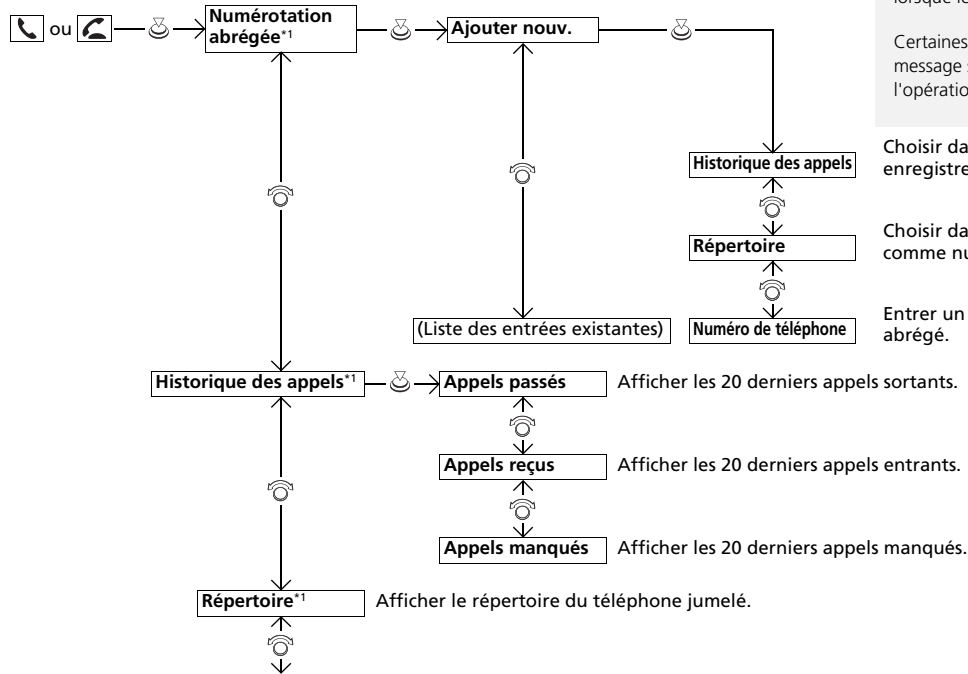 lorsque le
Certaines
message
l'opératio
ou
Numérotation
abrégée*1
Ajouter nouv.
Historique des appels
Choisir da
enregistre
Répertoire
Choisir da
comme nu
(Liste des entrées existantes)
Numéro de téléphone
Entrer un
abrégé.
Historique des appels*1
Appels passés
Afficher les 20 derniers appels sortants.
Appels reçus
Afficher les 20 derniers appels entrants.
Appels manqués
Afficher les 20 derniers appels manqués.
Répertoire*1
Afficher le répertoire du téléphone jumelé.